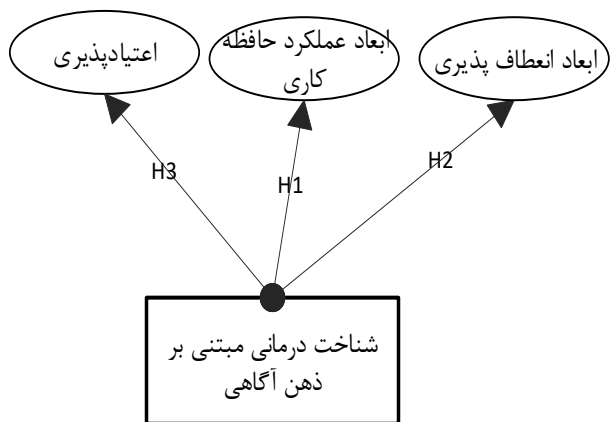 ابعاد انعطاف پذیری
ابعاد عملکرد حافظه
کاری
اعتیادپذیری
H3
H1
H2
شناخت درمانی مبتنی بر
ذهن آگاهی